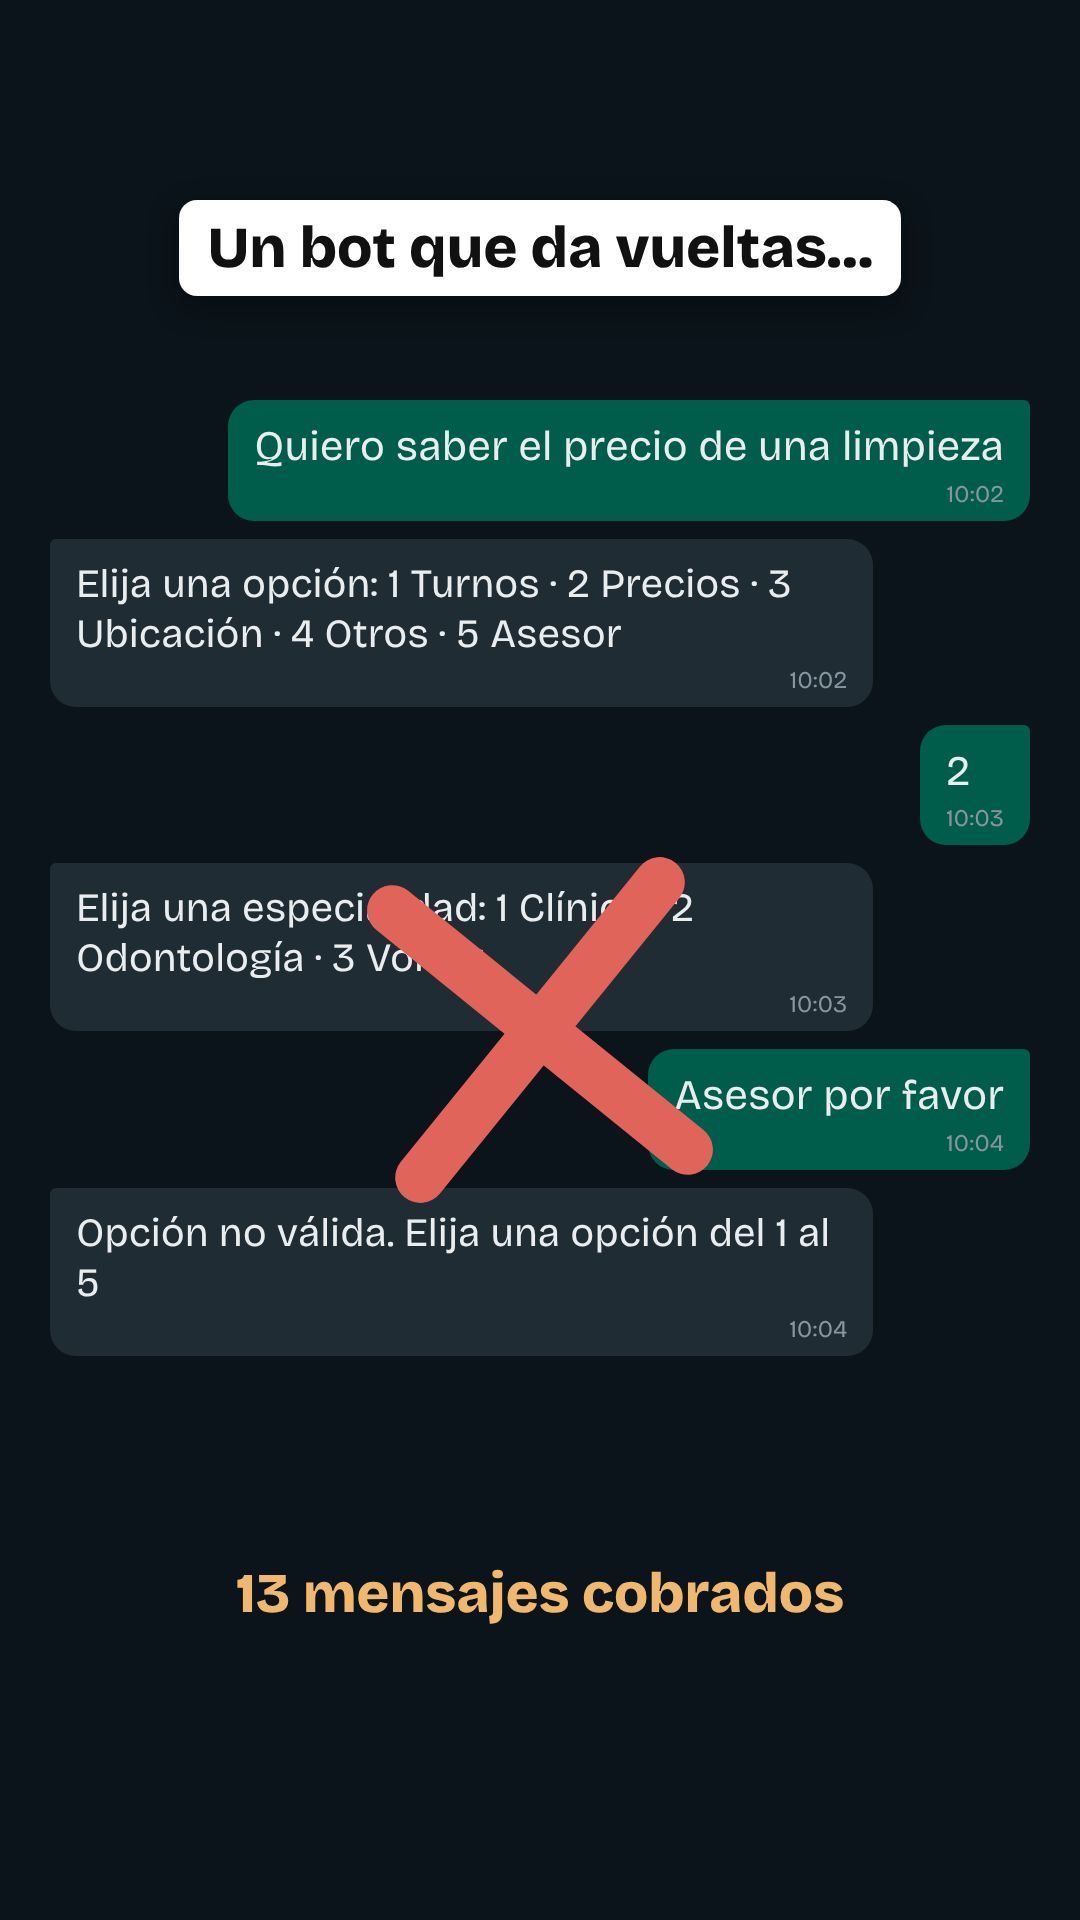 Un bot que da vueltas...
Quiero saber el precio de una limpieza
10:02
Elija una opción: 1 Turnos · 2 Precios · 3
Ubicación · 4 Otros · 5 Asesor
10:02
2
10:03
Elija una 1 2
Odontología · 3
10:03
Asesor por favor
10:04
Opción no válida. Elija una opción del 1 al
5
10:04
13 mensajes cobrados